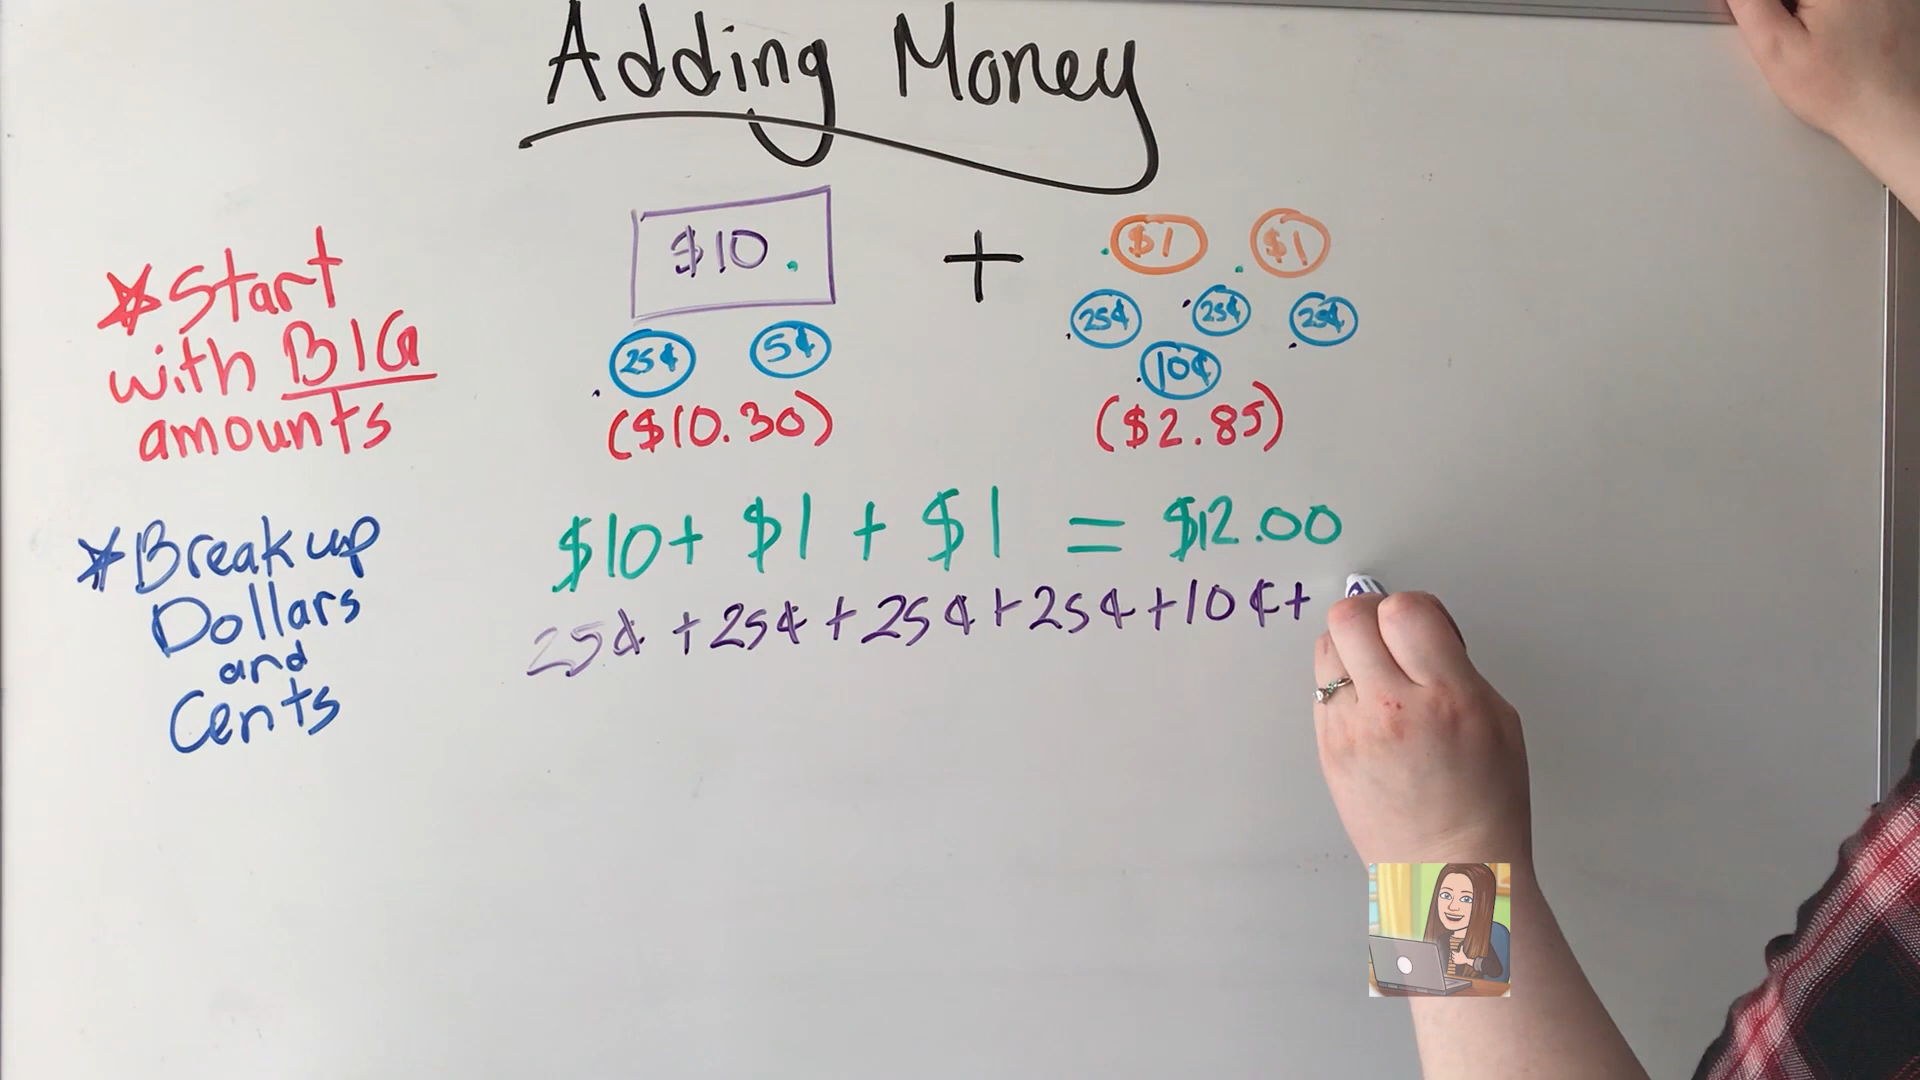 Adding Money
*Start
with BIG
amounts
$10. + $1 $1
25¢ 25¢ 25¢
25¢ 5¢ 10¢
($10.30) ($2.85)
*Break up
Dollars
and
Cents
$10 + $1 + $1 = $12.00
25¢ + 25¢ + 25¢ + 25¢ + 10¢ +